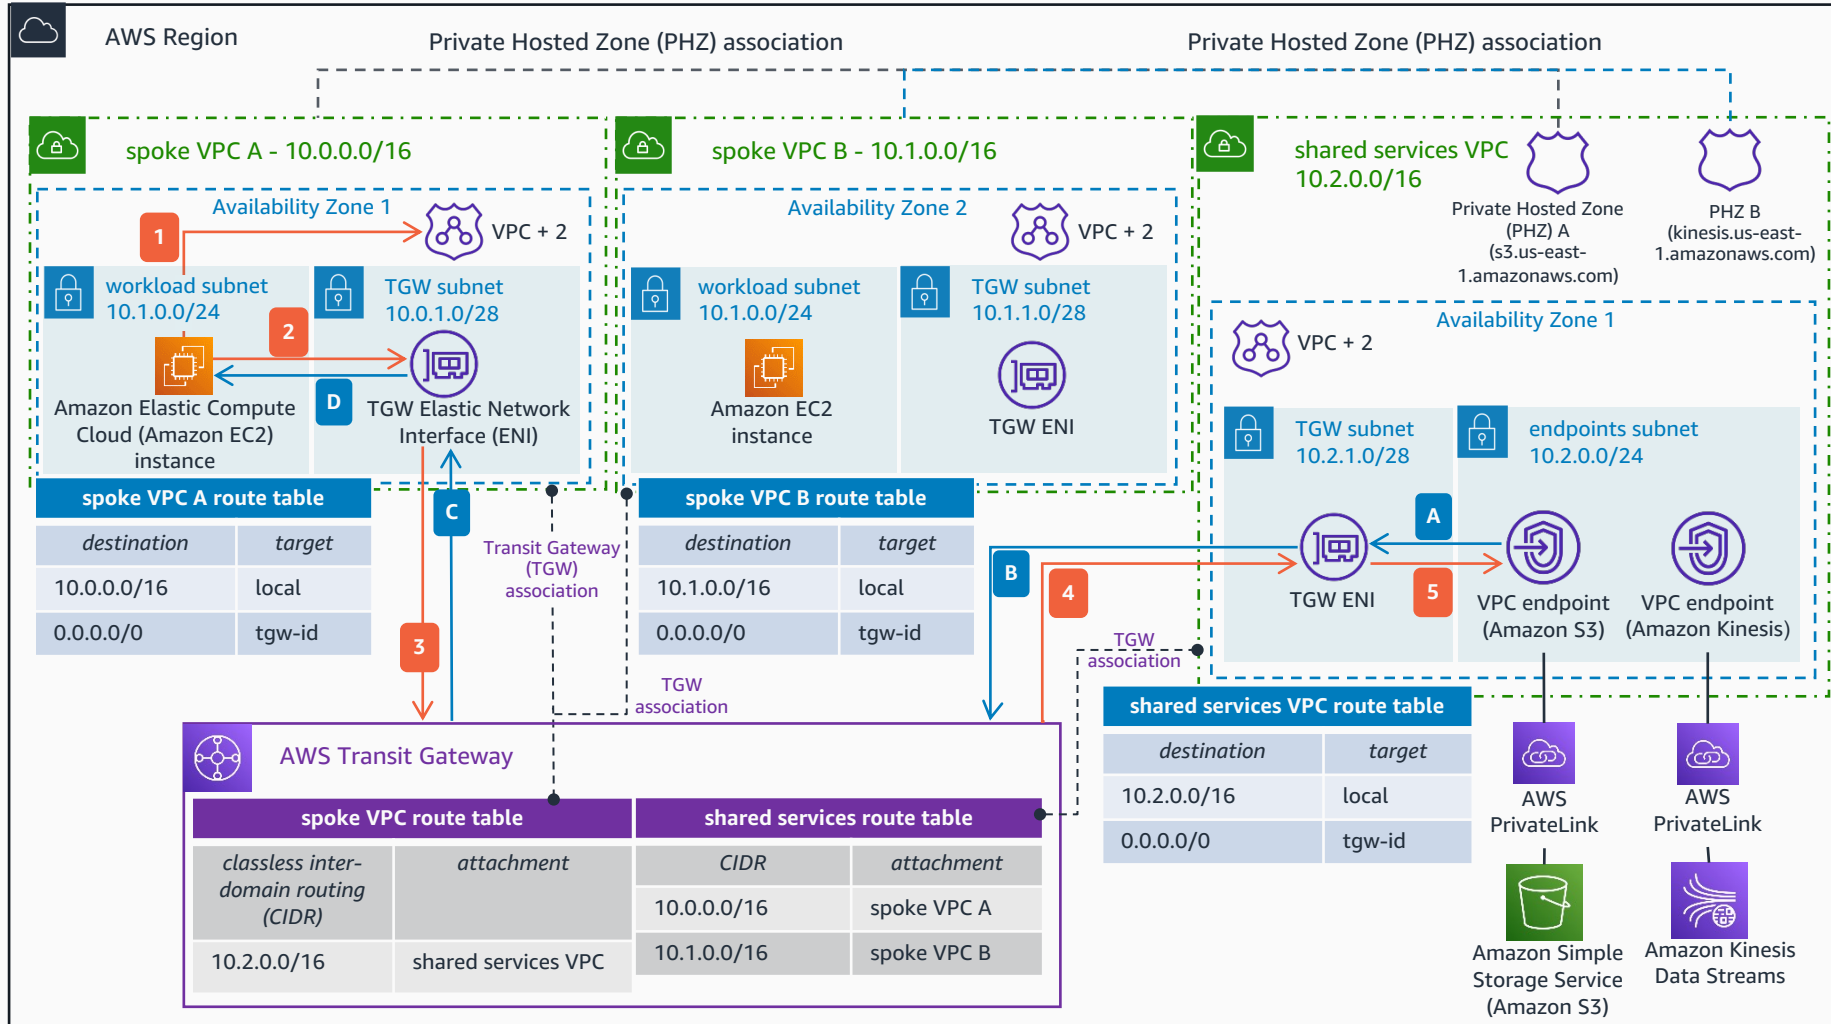 AWS Region
Private Hosted Zone (PHZ) association
Private Hosted Zone (PHZ) association
spoke VPC A - 10.0.0.0/16
Availability Zone 1
1
VPC + 2
workload subnet
10.1.0.0/24
TGW subnet
10.0.1.0/28
2
D
Amazon Elastic Compute
Cloud (Amazon EC2)
instance
TGW Elastic Network
Interface (ENI)
spoke VPC B - 10.1.0.0/16
Availability Zone 2
VPC + 2
workload subnet
10.1.0.0/24
TGW subnet
10.1.1.0/28
Amazon EC2
instance
TGW ENI
shared services VPC
10.2.0.0/16
Private Hosted Zone
(PHZ) A
(s3.us-east-
1.amazonaws.com)
PHZ B
(kinesis.us-east-
1.amazonaws.com)
Availability Zone 1
VPC + 2
TGW subnet
10.2.1.0/28
endpoints subnet
10.2.0.0/24
A
5
TGW ENI
VPC endpoint
(Amazon S3)
VPC endpoint
(Amazon Kinesis)
spoke VPC A route table
destination target
10.0.0.0/16 local
0.0.0.0/0 tgw-id
C
3
Transit Gateway
(TGW)
association
spoke VPC B route table
destination target
10.1.0.0/16 local
0.0.0.0/0 tgw-id
TGW
association
B
4
TGW
association
shared services VPC route table
destination target
10.2.0.0/16 local
0.0.0.0/0 tgw-id
AWS
PrivateLink
AWS
PrivateLink
Amazon Simple
Storage Service
(Amazon S3)
Amazon Kinesis
Data Streams
AWS Transit Gateway
spoke VPC route table
classless inter-
domain routing
(CIDR)
attachment
10.2.0.0/16 shared services VPC
shared services route table
CIDR attachment
10.0.0.0/16 spoke VPC A
10.1.0.0/16 spoke VPC B